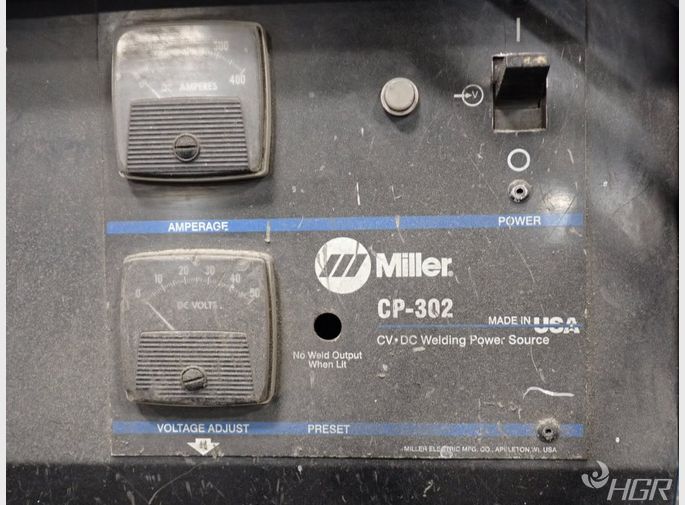 300
400
0
DC AMPERES
V
AMPERAGE
POWER
0 10 20 30 40 50
DC VOLTS
Miller
CP-302
MADE IN USA
CV•DC Welding Power Source
No Weld Output
When Lit
VOLTAGE ADJUST
PRESET
MILLER ELECTRIC MFG. CO., APPLETON, WI, USA
HGR